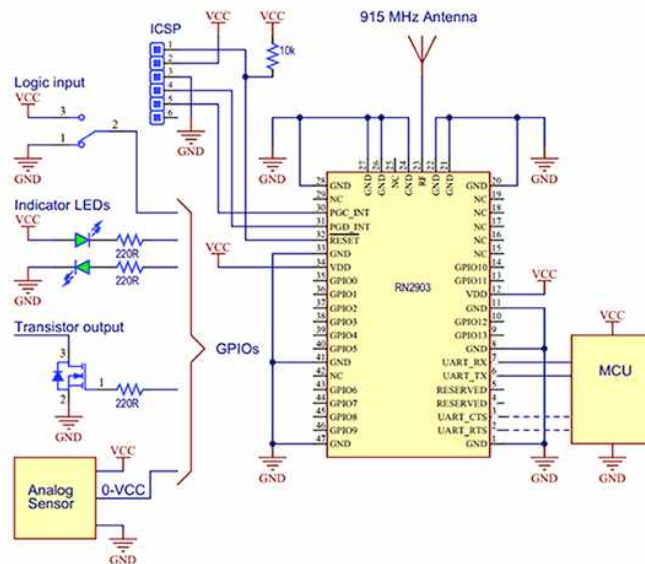 ICSP
VCC
VCC
915 MHz Antenna
1
2
3
4
5
6
10k
Logic input
VCC
3
1
2
GND
GND
GND
GND
27
26
25
24
23
22
21
GND
GND
NC
GND
RF
GND
GND
Indicator LEDs
VCC
220R
GND
220R
VCC
Transistor output
3
1
2
220R
GND
GPIOs
VCC
Analog
Sensor
0-VCC
GND
RN2903
28 GND
29 NC
30 PGC_INT
31 PGD_INT
32 RESET
33 GND
34 VDD
35 GPIO0
36 GPIO1
37 GPIO2
38 GPIO3
39 GPIO4
40 GPIO5
41 GND
42 NC
43 GPIO6
44 GPIO7
45 GPIO8
46 GPIO9
47 GND
GND 20
NC 19
NC 18
NC 17
NC 16
NC 15
GPIO10 14
GPIO11 13
VDD 12
GND 11
GPIO12 10
GPIO13 9
GND 8
UART_RX 7
UART_TX 6
RESERVED 5
RESERVED 4
UART_CTS 3
UART_RTS 2
GND 1
VCC
VCC
MCU
GND
GND
GND